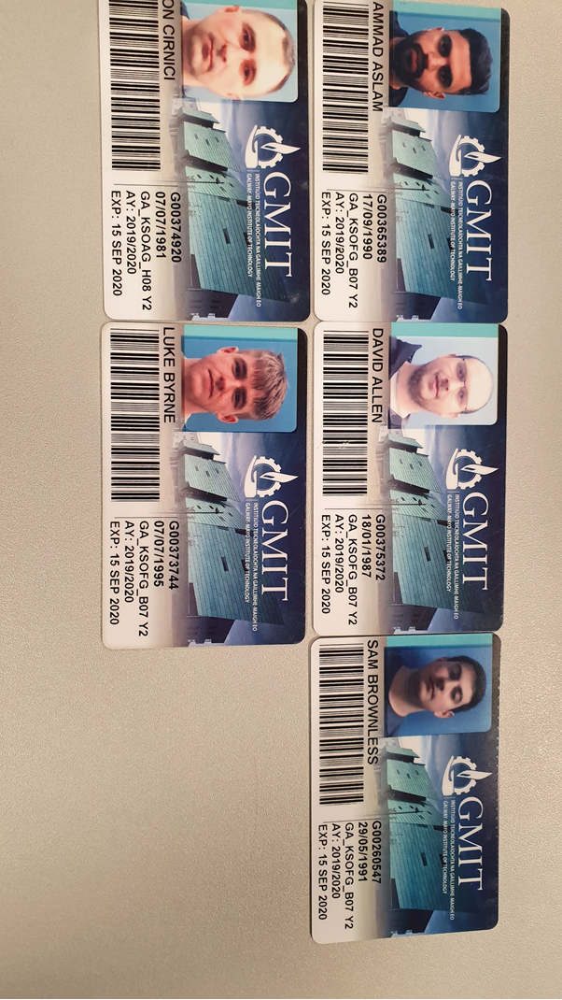 GMIT
INSTITIÚID TEICNEOLAÍOCHTA NA GAILLIMHE-MAIGH EO
GALWAY-MAYO INSTITUTE OF TECHNOLOGY
AMMAD ASLAM
G00365389
17/09/1990
GA_KSOFG_B07 Y2
AY: 2019/2020
EXP: 15 SEP 2020
GMIT
INSTITIÚID TEICNEOLAÍOCHTA NA GAILLIMHE-MAIGH EO
GALWAY-MAYO INSTITUTE OF TECHNOLOGY
DAVID ALLEN
G00375372
18/01/1987
GA_KSOFG_B07 Y2
AY: 2019/2020
EXP: 15 SEP 2020
GMIT
INSTITIÚID TEICNEOLAÍOCHTA NA GAILLIMHE-MAIGH EO
GALWAY-MAYO INSTITUTE OF TECHNOLOGY
SAM BROWNLESS
G00260547
29/05/1991
GA_KSOFG_B07 Y2
AY: 2019/2020
EXP: 15 SEP 2020
GMIT
INSTITIÚID TEICNEOLAÍOCHTA NA GAILLIMHE-MAIGH EO
GALWAY-MAYO INSTITUTE OF TECHNOLOGY
ON CIRNICI
G00374920
07/07/1981
GA_KSOAG_H08 Y2
AY: 2019/2020
EXP: 15 SEP 2020
GMIT
INSTITIÚID TEICNEOLAÍOCHTA NA GAILLIMHE-MAIGH EO
GALWAY-MAYO INSTITUTE OF TECHNOLOGY
LUKE BYRNE
G00373744
07/07/1995
GA_KSOFG_B07 Y2
AY: 2019/2020
EXP: 15 SEP 2020